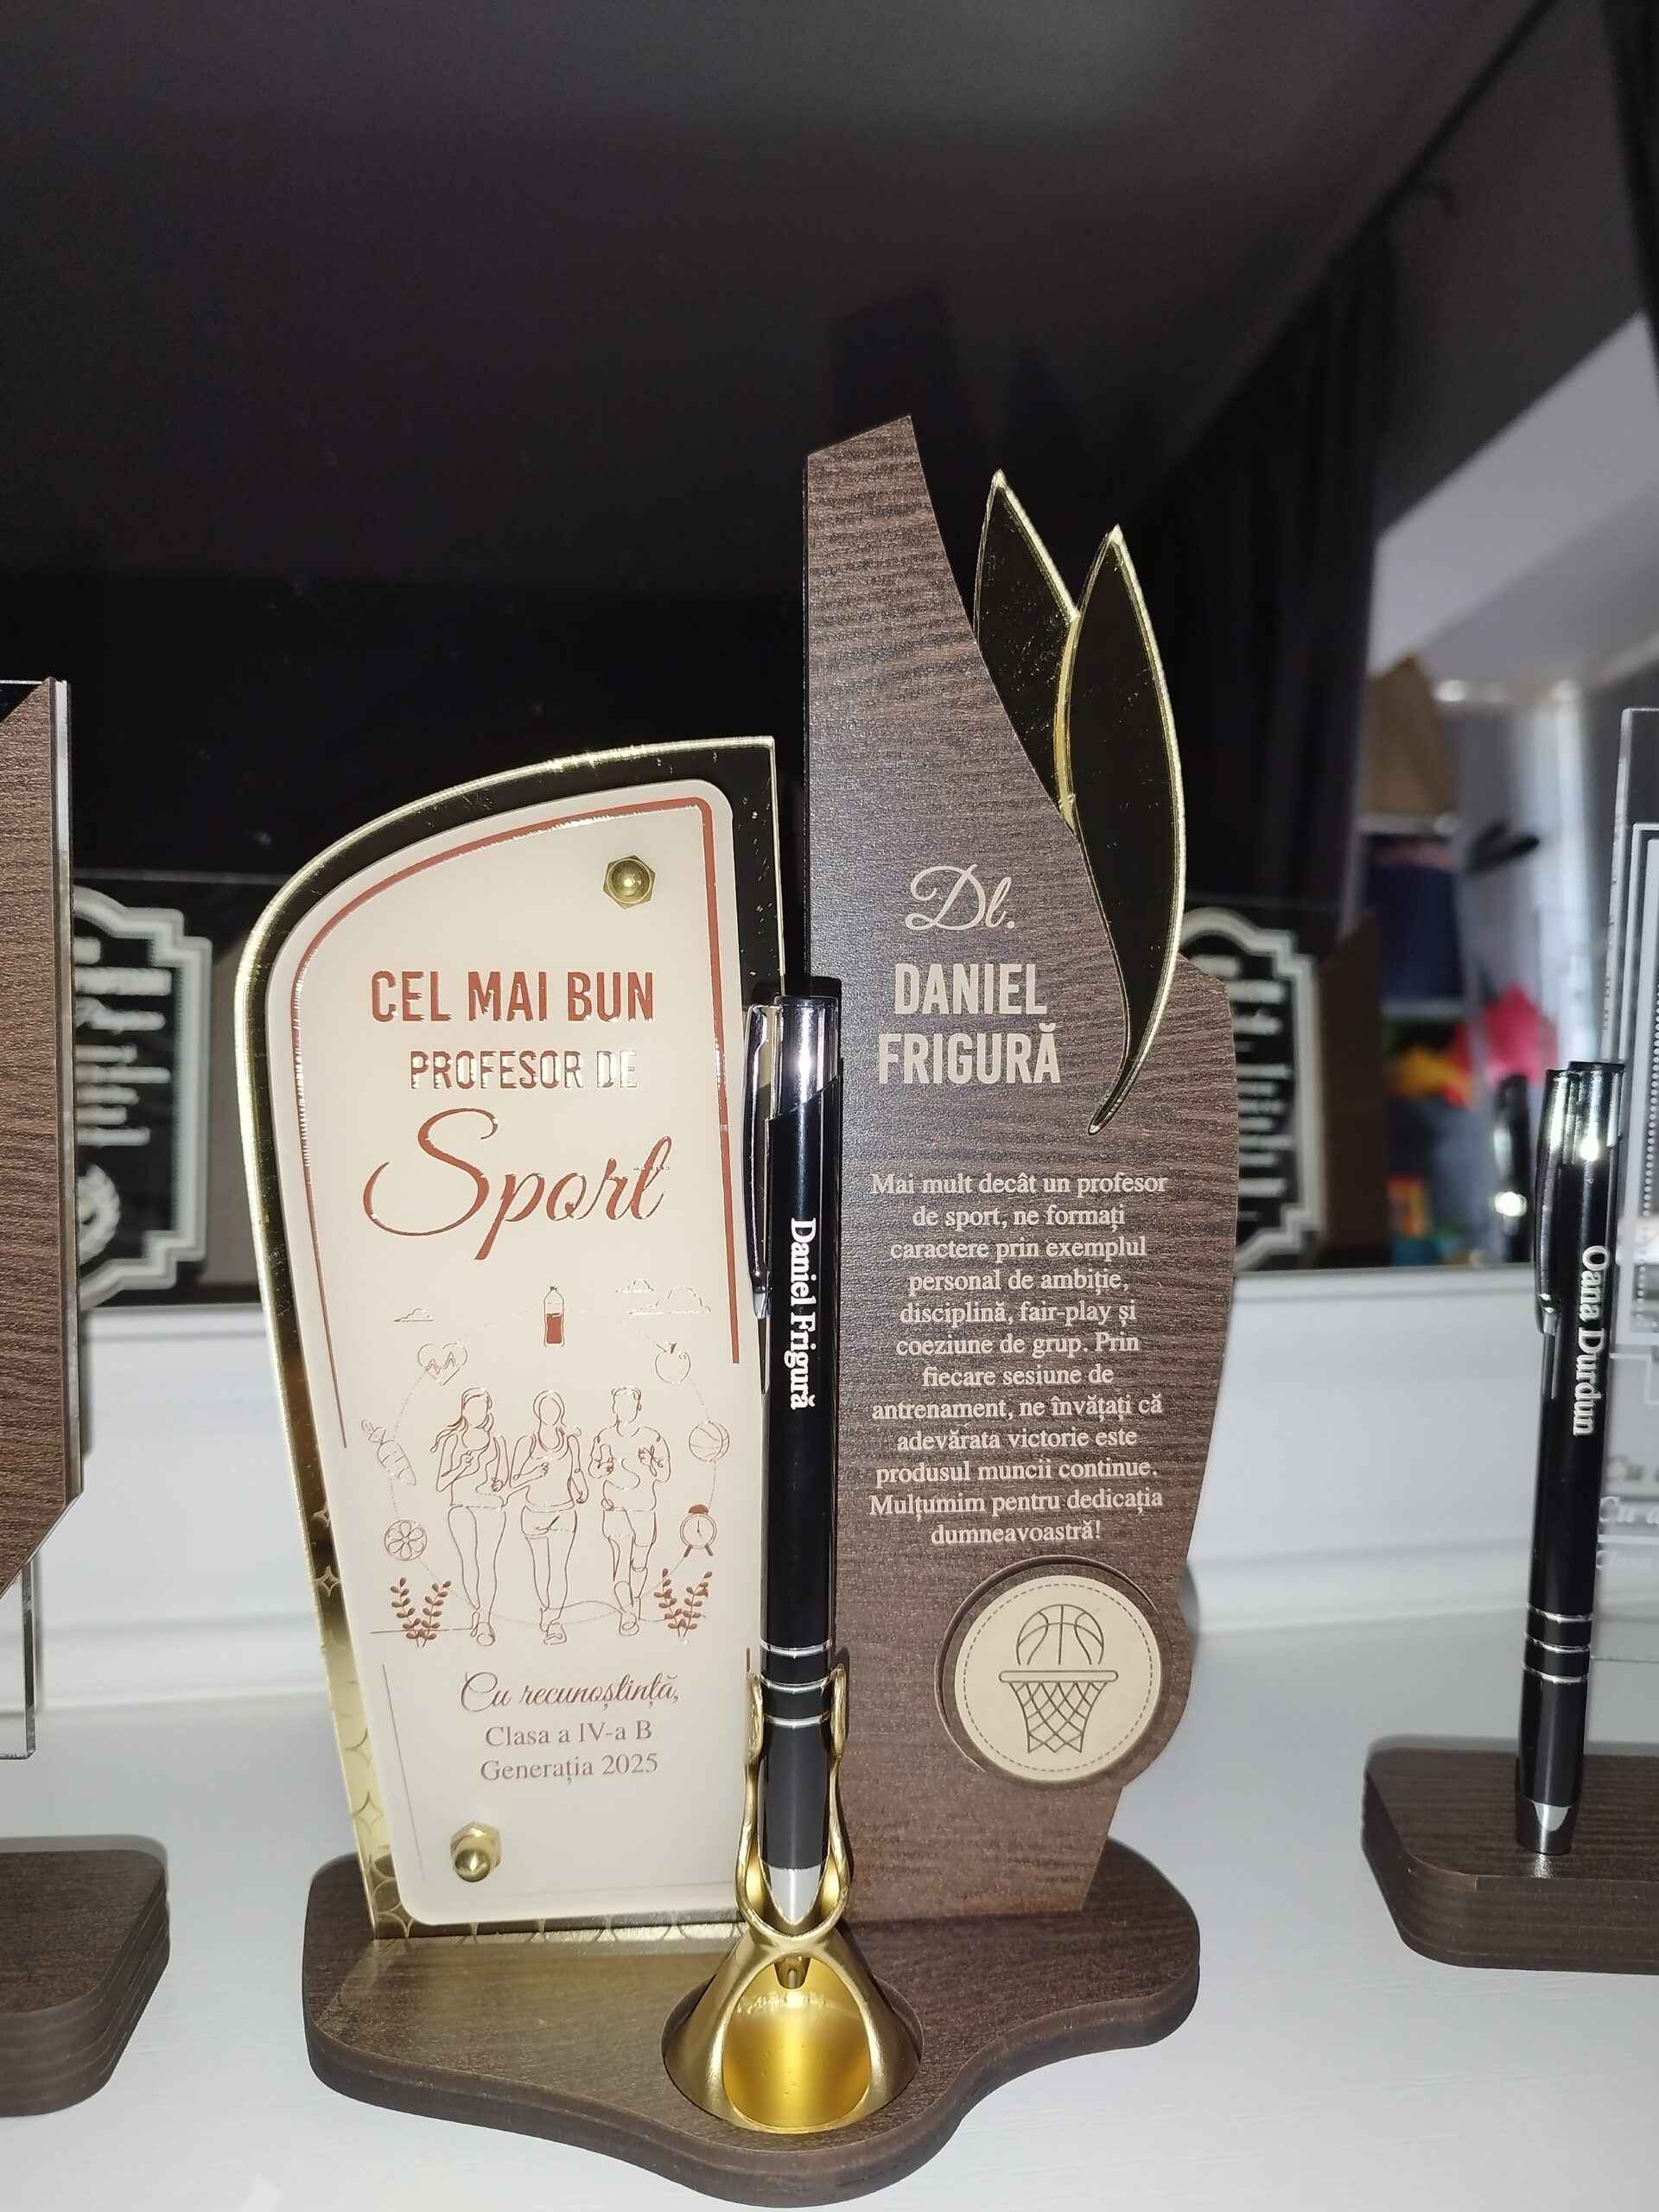 CEL MAI BUN
PROFESOR DE
Sport
Cu recunoștință,
Clasa a IV-a B
Generația 2025
Daniel Frigură
Dl.
DANIEL
FRIGURĂ
Mai mult decât un profesor
de sport, ne formați
caractere prin exemplul
personal de ambiție,
disciplină, fair-play și
coeziune de grup. Prin
fiecare sesiune de
antrenament, ne învățați că
adevărata victorie este
produsul muncii continue.
Mulțumim pentru dedicația
dumneavoastră!
Oana Durdun
Cu
Cu
Clasa